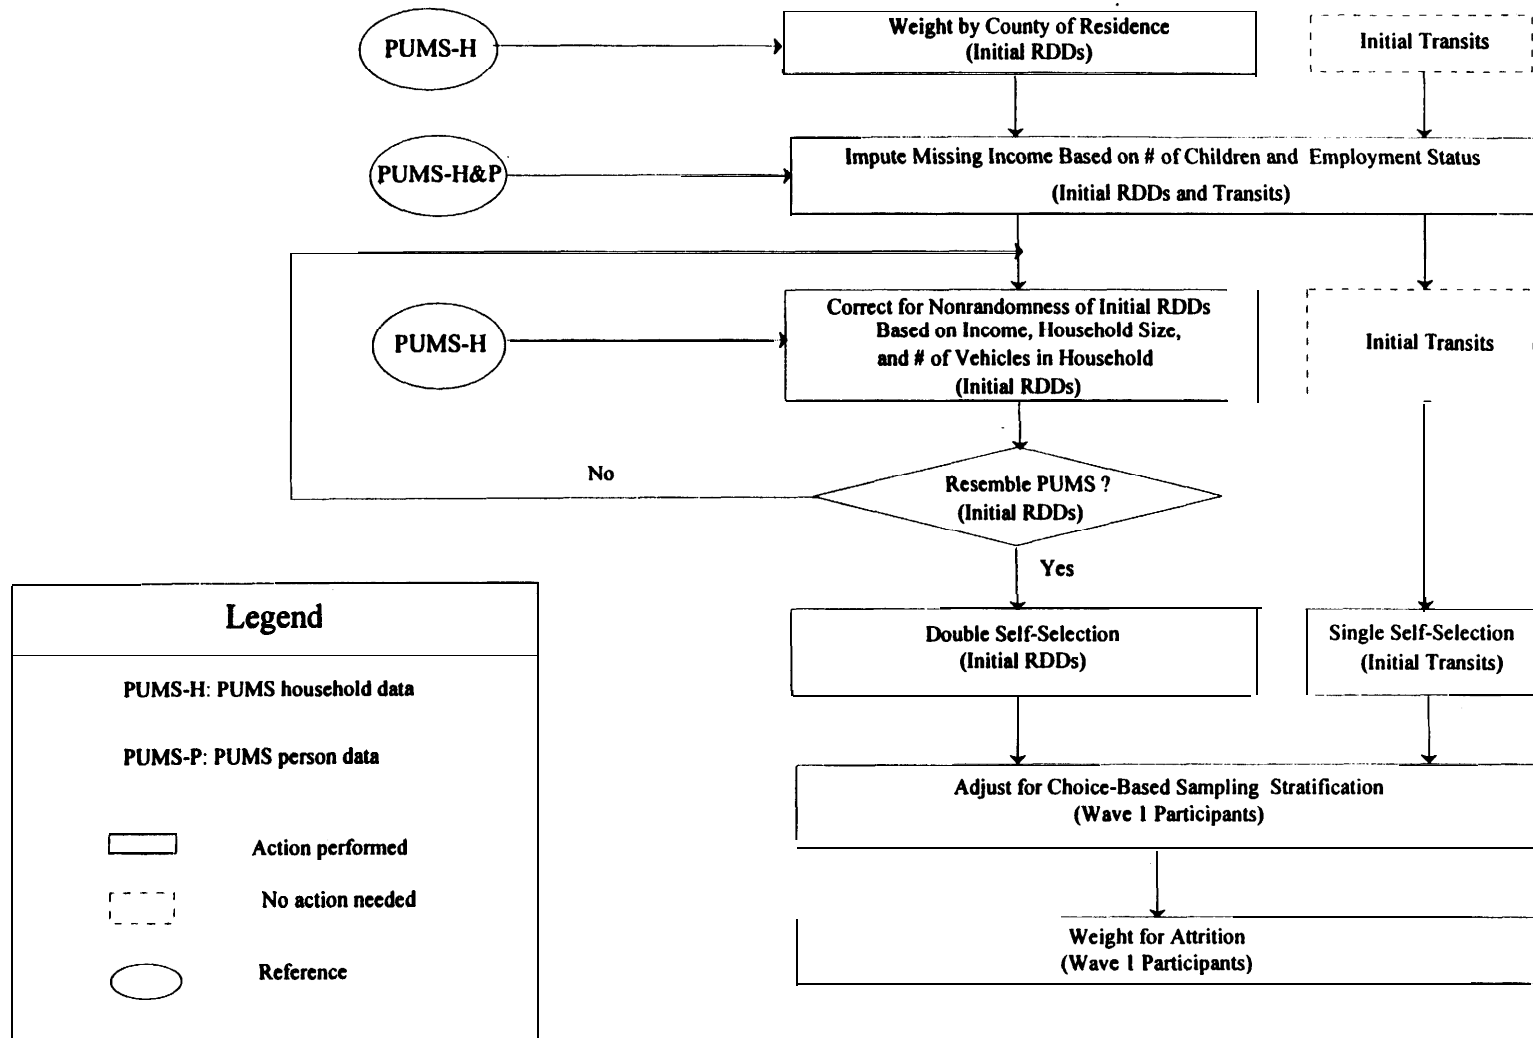 PUMS-H
Weight by County of Residence
(Initial RDDs)
Initial Transits
PUMS-H&P
Impute Missing Income Based on # of Children and Employment Status
(Initial RDDs and Transits)
PUMS-H
Correct for Nonrandomness of Initial RDDs
Based on Income, Household Size,
and # of Vehicles in Household
(Initial RDDs)
Initial Transits
No
Resemble PUMS ?
(Initial RDDs)
Yes
Double Self-Selection
(Initial RDDs)
Single Self-Selection
(Initial Transits)
Adjust for Choice-Based Sampling Stratification
(Wave 1 Participants)
Weight for Attrition
(Wave 1 Participants)
Legend
PUMS-H: PUMS household data
PUMS-P: PUMS person data
Action performed
No action needed
Reference